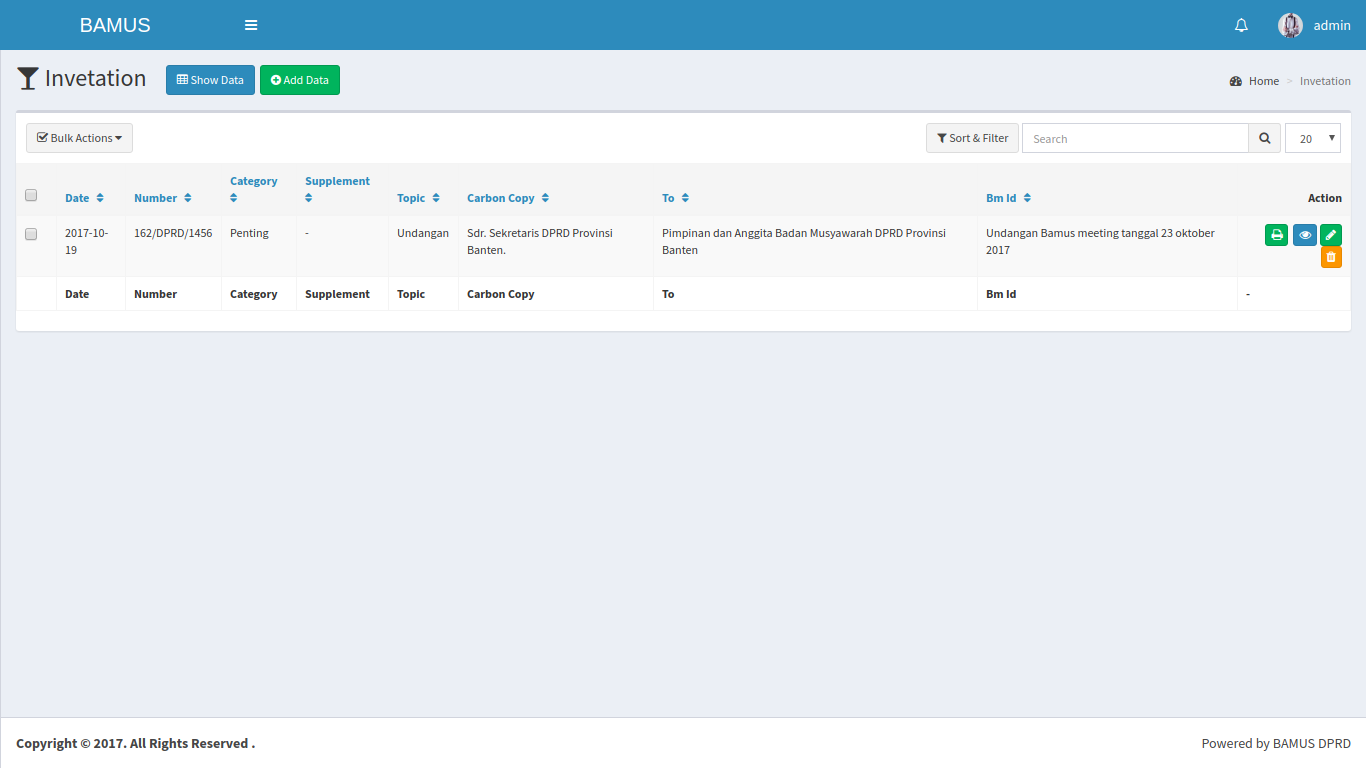 BAMUS
admin
Invetation Show Data Add Data
Home > Invetation
Bulk Actions
Sort & Filter Search 20
Date Number Category Supplement Topic Carbon Copy To Bm Id Action
2017-10-19 162/DPRD/1456 Penting - Undangan Sdr. Sekretaris DPRD Provinsi Banten. Pimpinan dan Anggita Badan Musyawarah DPRD Provinsi Banten Undangan Bamus meeting tanggal 23 oktober 2017
Date Number Category Supplement Topic Carbon Copy To Bm Id -
Copyright © 2017. All Rights Reserved .
Powered by BAMUS DPRD